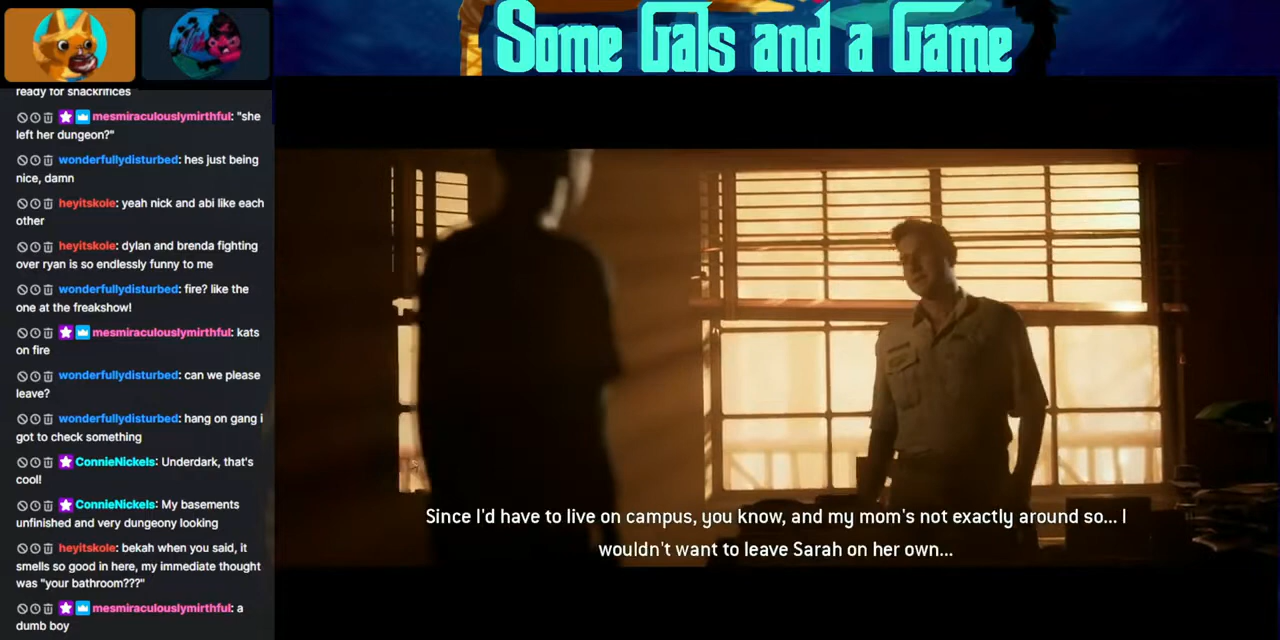 Some Gals and a Game
ready for snackrifices
mesmiraculouslymirthful: "she
left her dungeon?"
wonderfullydisturbed: hes just being
nice, damn
heyitskole: yeah nick and abi like each
other
heyitskole: dylan and brenda fighting
over ryan is so endlessly funny to me
wonderfullydisturbed: fire? like the
one at the freakshow!
mesmiraculouslymirthful: kats
on fire
wonderfullydisturbed: can we please
leave?
wonderfullydisturbed: hang on gang i
got to check something
ConnieNickels: Underdark, that's
cool!
ConnieNickels: My basements
unfinished and very dungeony looking
heyitskole: bekah when you said, it
smells so good in here, my immediate thought
was "your bathroom???"
mesmiraculouslymirthful: a
dumb boy
Since I'd have to live on campus, you know, and my mom's not exactly around so... I
wouldn't want to leave Sarah on her own...